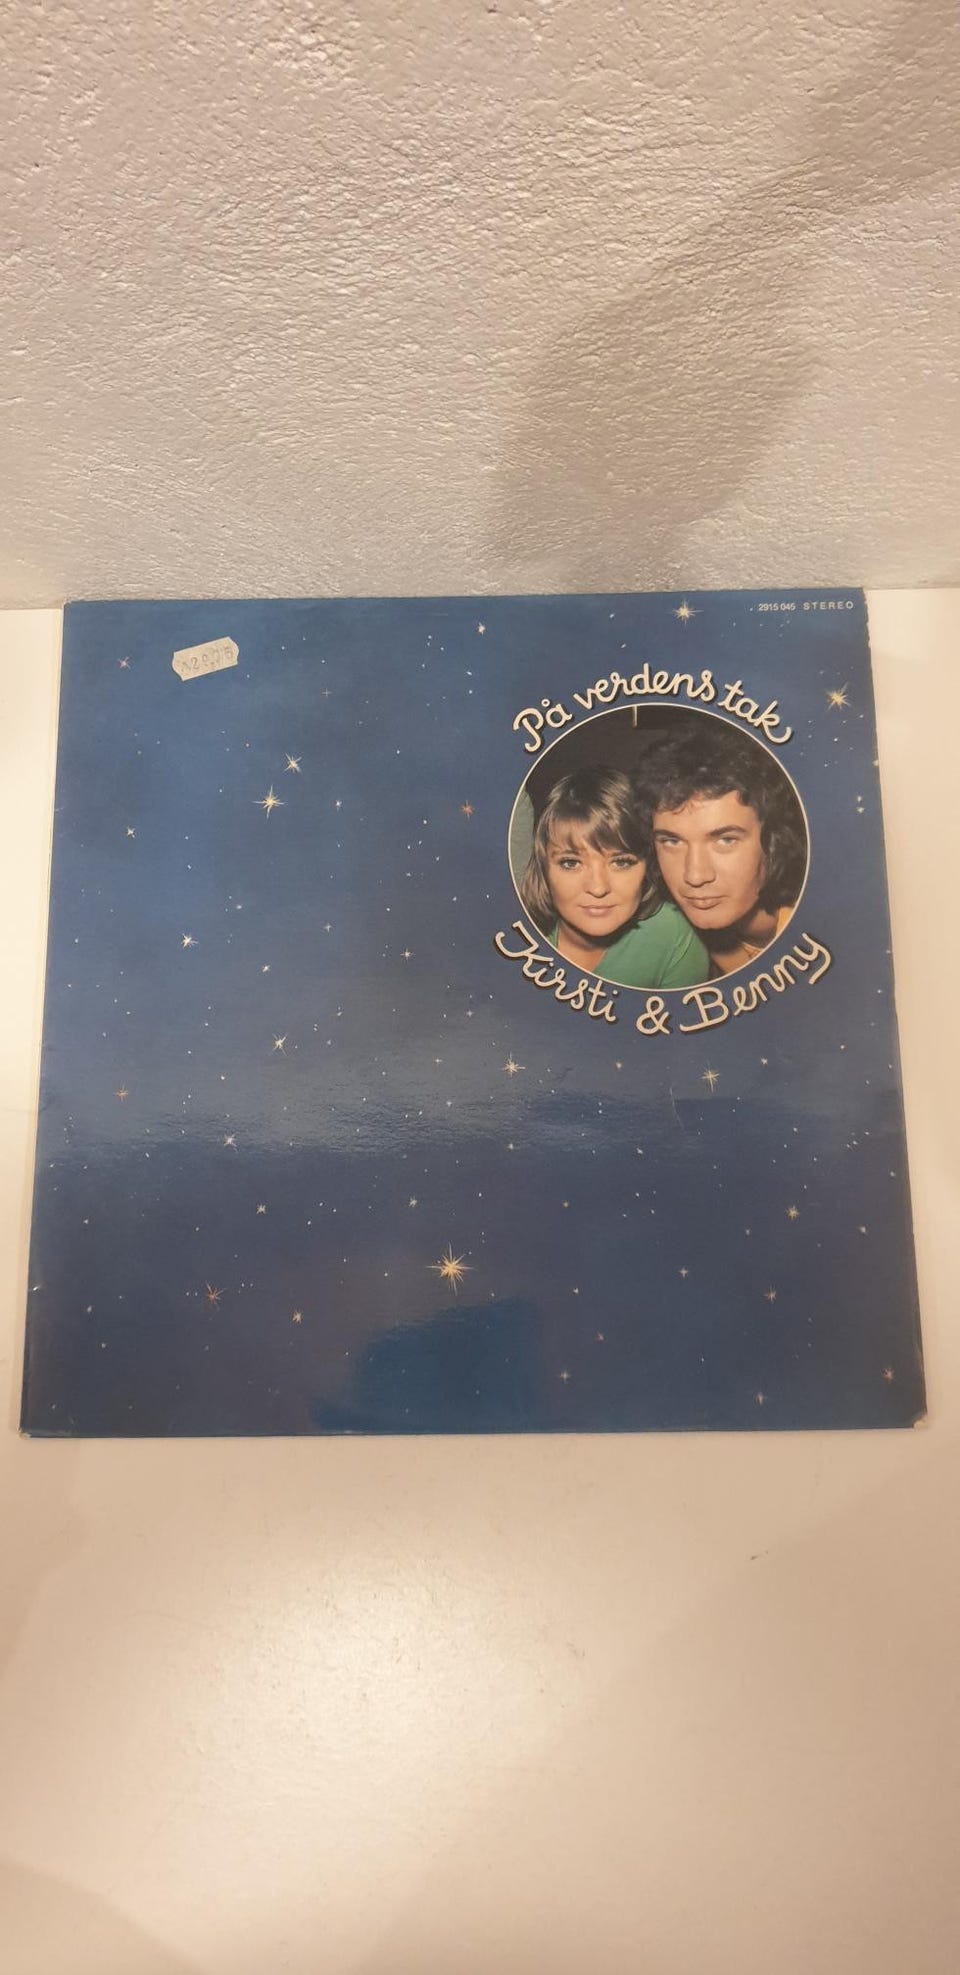 2915 045 STEREO
På verdens tak
Kirsti & Benny